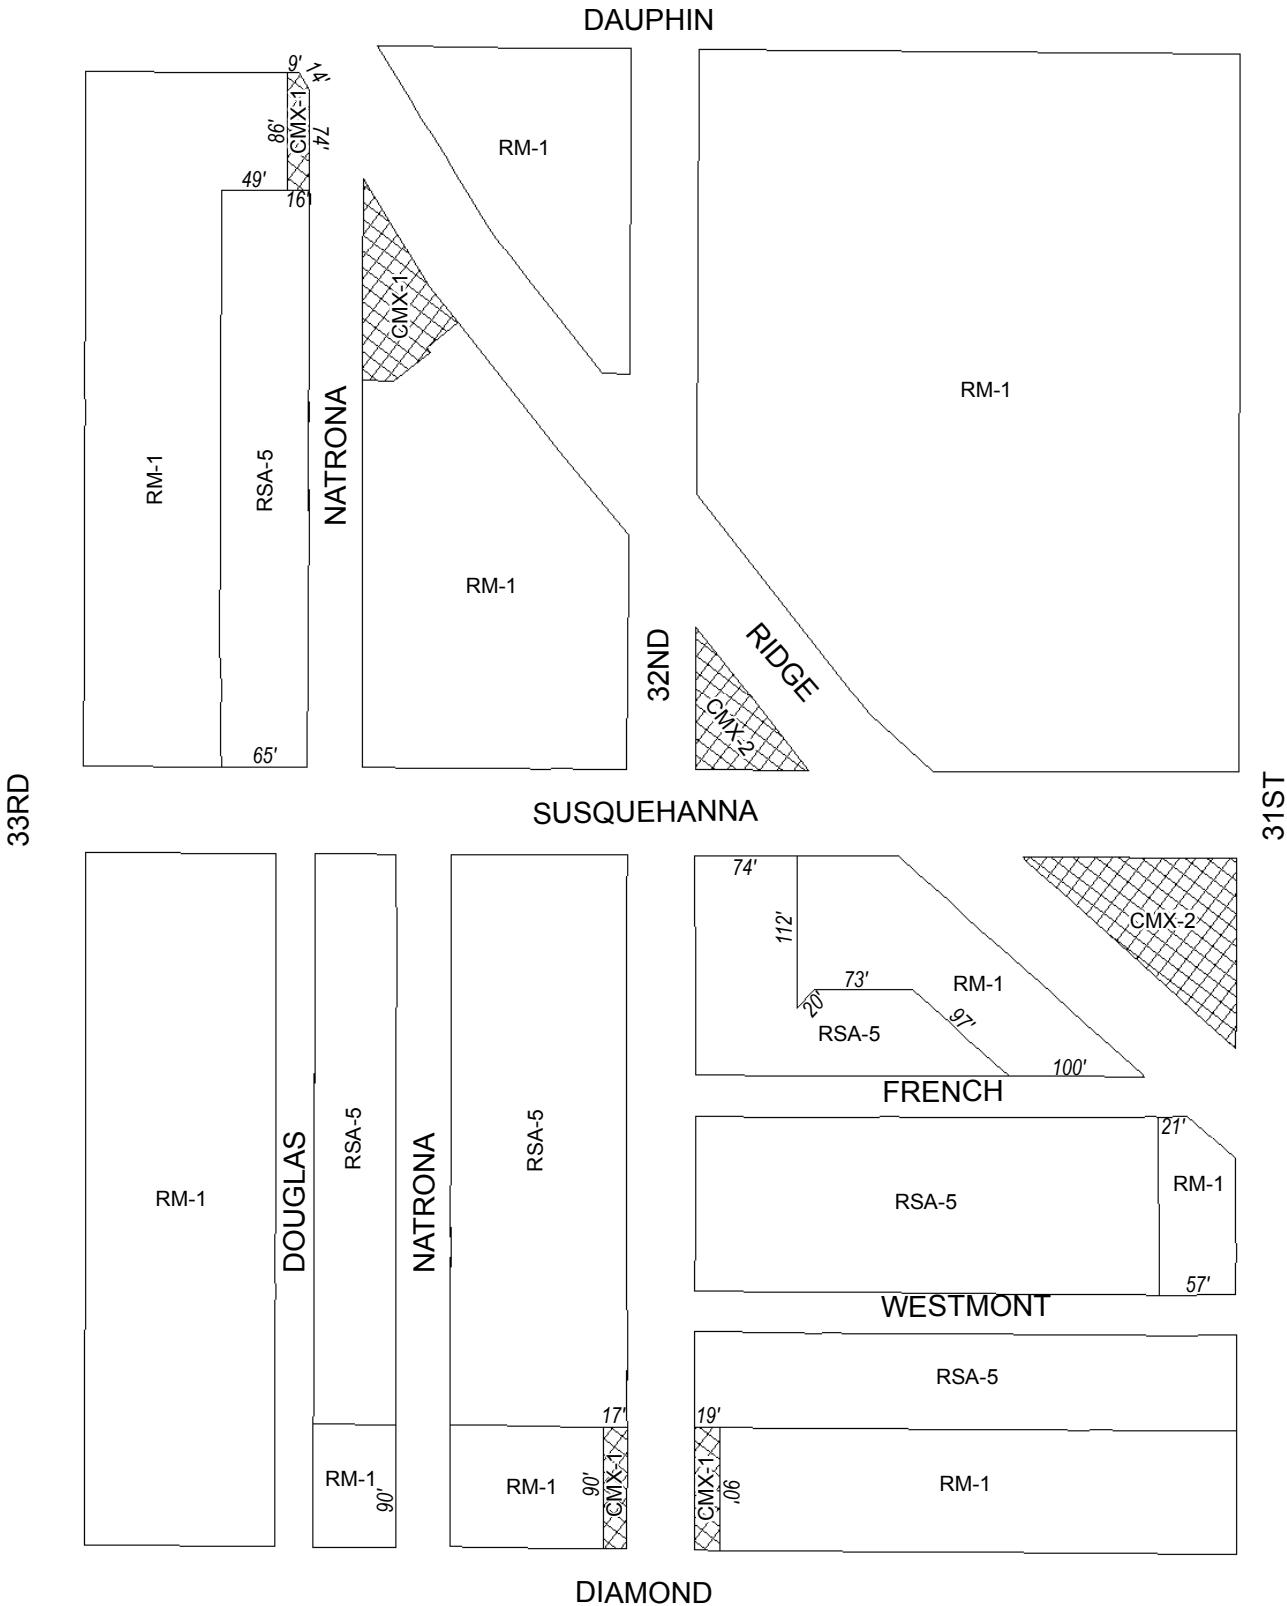 DAUPHIN
9'
14'
CMX-1
86'
74'
RM-1
49'
16'
CMX-1
RM-1
NATRONA
RSA-5
RM-1
RM-1
RIDGE
32ND
CMX-2
65'
33RD
31ST
SUSQUEHANNA
74'
112'
CMX-2
73'
RM-1
20'
97'
RSA-5
100'
FRENCH
RSA-5
RSA-5
21'
DOUGLAS
NATRONA
RM-1
RM-1
RSA-5
57'
WESTMONT
RSA-5
17'
19'
RM-1
90'
RM-1
90'
CMX-1
CMX-1
90'
RM-1
DIAMOND